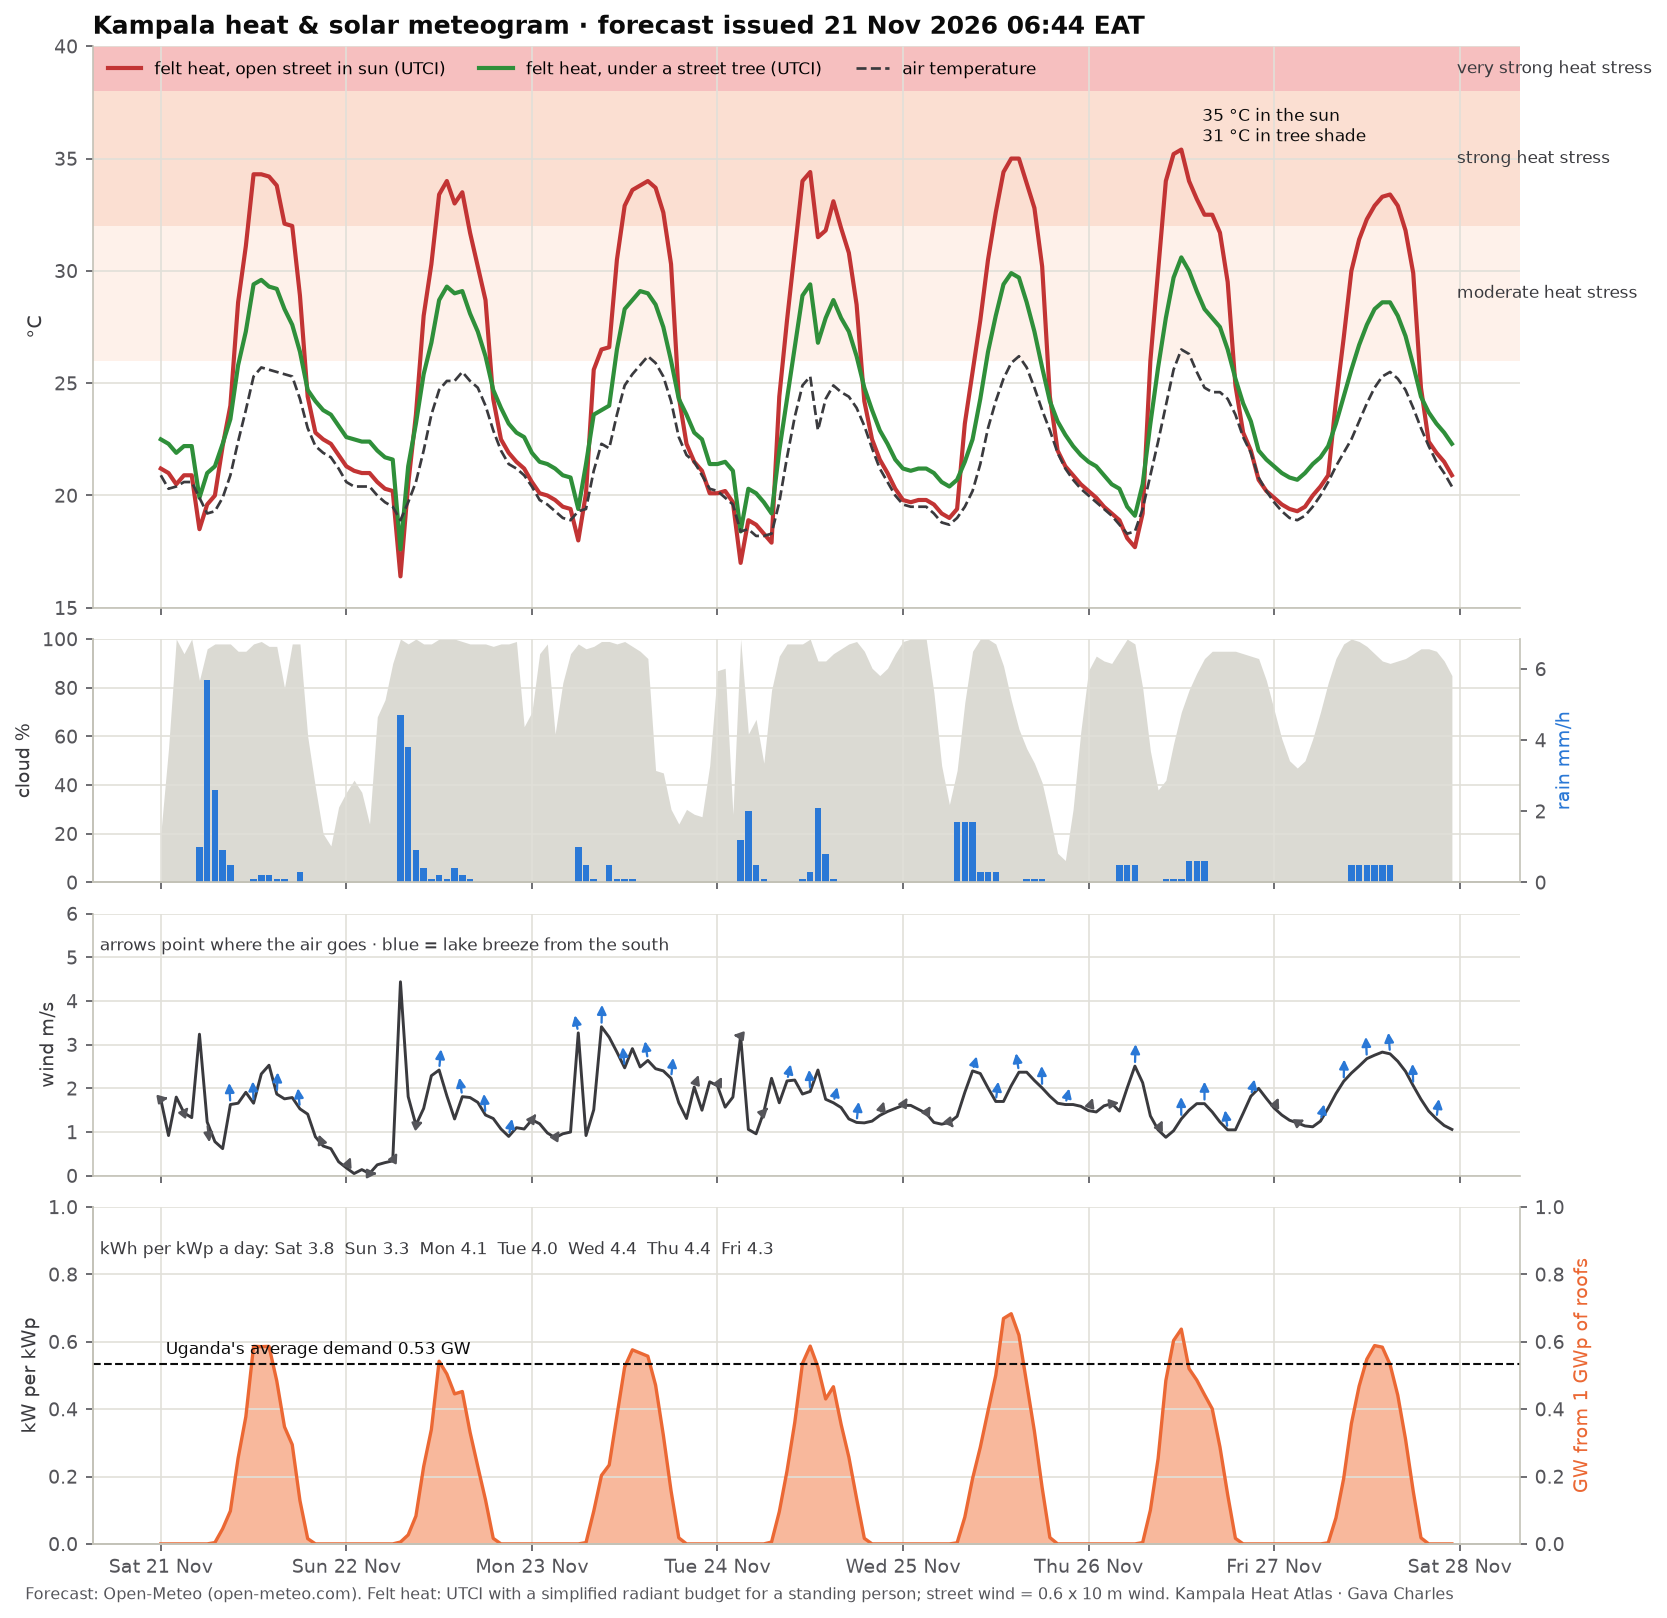 Kampala heat & solar meteogram · forecast issued 21 Nov 2026 06:44 EAT
felt heat, open street in sun (UTCI)
felt heat, under a street tree (UTCI)
air temperature
very strong heat stress
35 °C in the sun
31 °C in tree shade
strong heat stress
moderate heat stress
°C
40
35
30
25
20
15
cloud %
100
80
60
40
20
0
6
4
2
0
rain mm/h
arrows point where the air goes · blue = lake breeze from the south
wind m/s
6
5
4
3
2
1
0
kWh per kWp a day: Sat 3.8 Sun 3.3 Mon 4.1 Tue 4.0 Wed 4.4 Thu 4.4 Fri 4.3
Uganda's average demand 0.53 GW
kW per kWp
1.0
0.8
0.6
0.4
0.2
0.0
1.0
0.8
0.6
0.4
0.2
0.0
GW from 1 GWp of roofs
Sat 21 Nov
Sun 22 Nov
Mon 23 Nov
Tue 24 Nov
Wed 25 Nov
Thu 26 Nov
Fri 27 Nov
Sat 28 Nov
Forecast: Open-Meteo (open-meteo.com). Felt heat: UTCI with a simplified radiant budget for a standing person; street wind = 0.6 x 10 m wind. Kampala Heat Atlas · Gava Charles